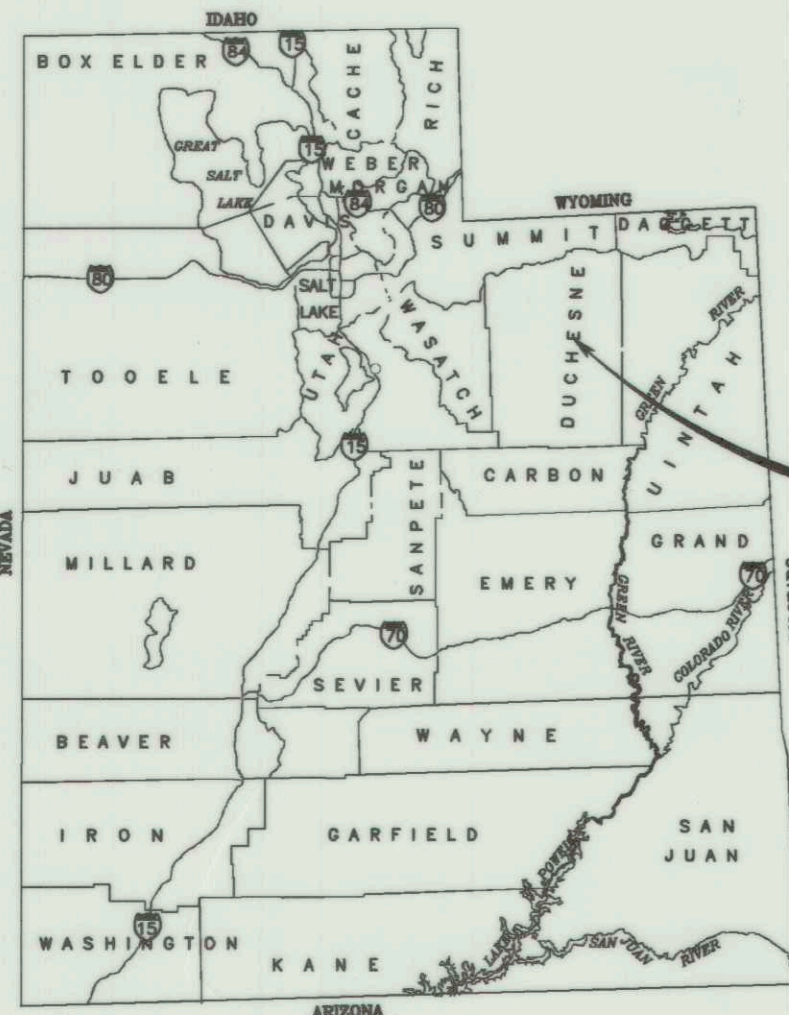 IDAHO
BOX ELDER
84
15
CACHE
RICH
GREAT
SALT
LAKE
15
WEBER
MORGAN
84
80
DAVIS
WYOMING
SUMMIT
DAGGETT
80
SALT
LAKE
WASATCH
DUCHESNE
GREEN
RIVER
UINTAH
TOOELE
UTAH
15
JUAB
SANPETE
CARBON
NEVADA
MILLARD
EMERY
GRAND
70
GREEN
RIVER
COLORADO RIVER
70
SEVIER
BEAVER
WAYNE
IRON
GARFIELD
SAN
JUAN
LAKE POWELL
15
WASHINGTON
KANE
SAN JUAN
RIVER
ARIZONA